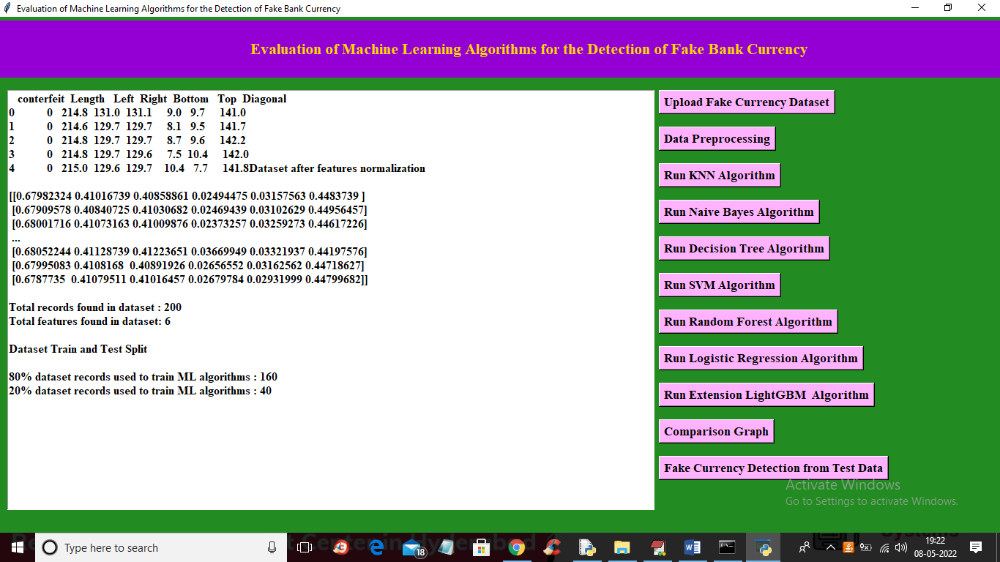 Evaluation of Machine Learning Algorithms for the Detection of Fake Bank Currency
Evaluation of Machine Learning Algorithms for the Detection of Fake Bank Currency
conterfeit Length Left Right Bottom Top Diagonal
0 0 214.8 131.0 131.1 9.0 9.7 141.0
1 0 214.6 129.7 129.7 8.1 9.5 141.7
2 0 214.8 129.7 129.7 8.7 9.6 142.2
3 0 214.8 129.7 129.6 7.5 10.4 142.0
4 0 215.0 129.6 129.7 10.4 7.7 141.8Dataset after features normalization
[[0.67982324 0.41016739 0.40858861 0.02494475 0.03157563 0.4483739 ]
[0.67909578 0.40840725 0.41030682 0.02469439 0.03102629 0.44956457]
[0.68001716 0.41073163 0.41009876 0.02373257 0.03259273 0.44617226]
...
[0.68052244 0.41128739 0.41223651 0.03669949 0.03321937 0.44197576]
[0.67995083 0.4108168 0.40891926 0.02656552 0.03162562 0.44718627]
[0.6787735 0.41079511 0.41016457 0.02679784 0.02931999 0.44799682]]
Total records found in dataset : 200
Total features found in dataset: 6
Dataset Train and Test Split
80% dataset records used to train ML algorithms : 160
20% dataset records used to train ML algorithms : 40
Upload Fake Currency Dataset
Data Preprocessing
Run KNN Algorithm
Run Naive Bayes Algorithm
Run Decision Tree Algorithm
Run SVM Algorithm
Run Random Forest Algorithm
Run Logistic Regression Algorithm
Run Extension LightGBM Algorithm
Comparison Graph
Fake Currency Detection from Test Data
Activate Windows
Go to Settings to activate Windows.
Type here to search
18
19:22
08-05-2022